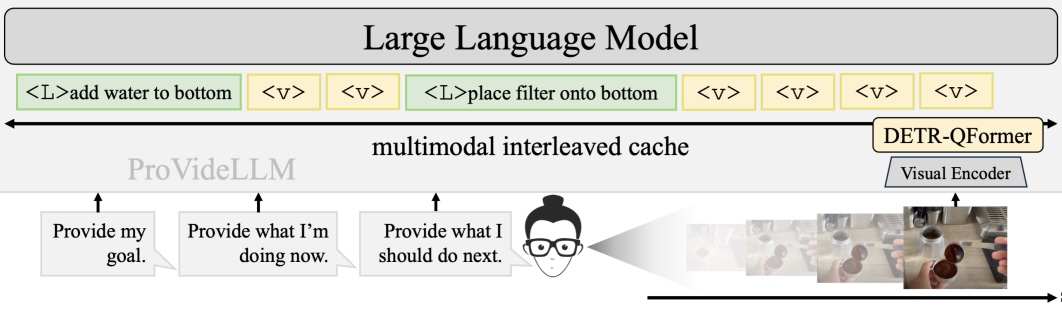 Large Language Model
<L>add water to bottom <v> <v> <L>place filter onto bottom <v> <v> <v> <v>
multimodal interleaved cache
DETR-QFormer
ProVideLLM
Visual Encoder
Provide my
goal.
Provide what I'm
doing now.
Provide what I
should do next.